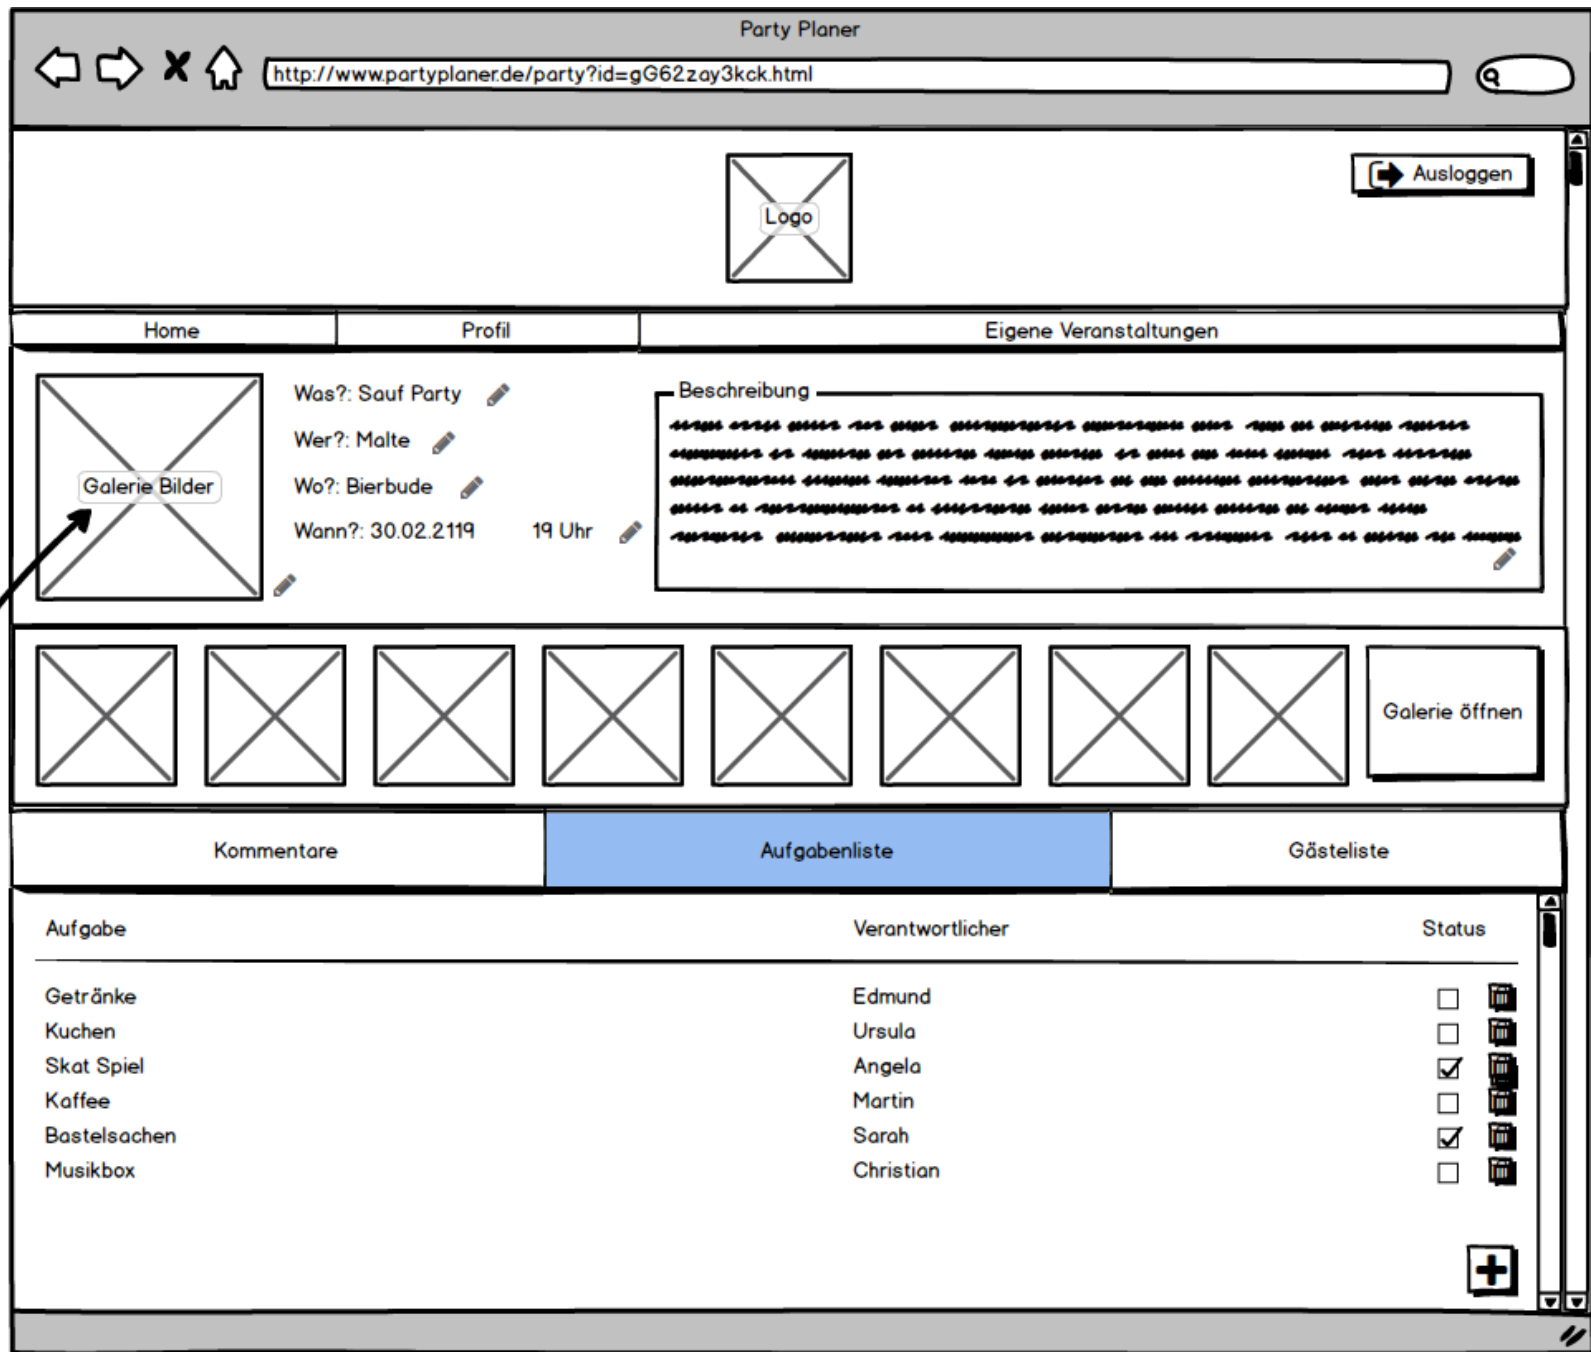 Party Planer
http://www.partyplaner.de/party?id=gG62zay3kck.html
Logo
Ausloggen
Home Profil Eigene Veranstaltungen
Galerie Bilder
Was?: Sauf Party
Wer?: Malte
Wo?: Bierbude
Wann?: 30.02.2119 19 Uhr
Beschreibung
Galerie öffnen
Kommentare Aufgabenliste Gästeliste
Aufgabe Verantwortlicher Status
Getränke Edmund
Kuchen Ursula
Skat Spiel Angela
Kaffee Martin
Bastelsachen Sarah
Musikbox Christian